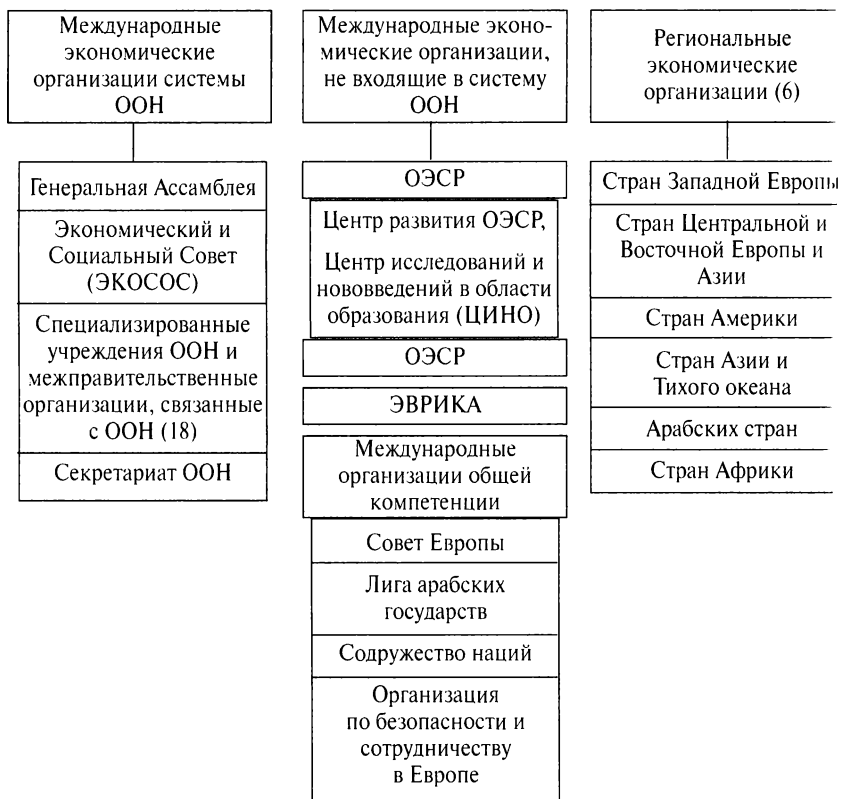 Международные
экономические
организации системы
ООН
Генеральная Ассамблея
Экономический и
Социальный Совет
(ЭКОСОС)
Специализированные
учреждения ООН и
межправительственные
организации, связанные
с ООН (18)
Секретариат ООН
Международные эконо-
мические организации,
не входящие в систему
ООН
ОЭСР
Центр развития ОЭСР,
Центр исследований и
нововведений в области
образования (ЦИНО)
ОЭСР
ЭВРИКА
Международные
организации общей
компетенции
Совет Европы
Лига арабских
государств
Содружество наций
Организация
по безопасности и
сотрудничеству
в Европе
Региональные
экономические
организации (6)
Стран Западной Европы
Стран Центральной и
Восточной Европы и
Азии
Стран Америки
Стран Азии и
Тихого океана
Арабских стран
Стран Африки